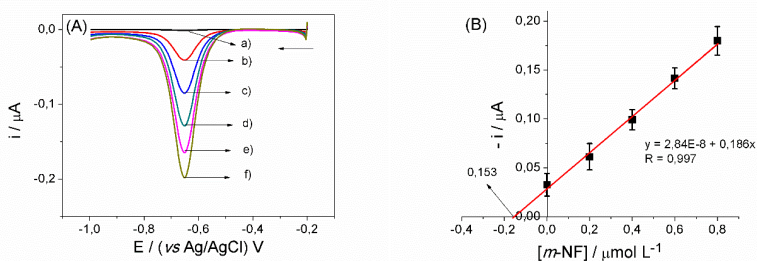 (A)
0,0
-0,1
-0,2
i / µA
a)
b)
c)
d)
e)
f)
-1,0 -0,8 -0,6 -0,4 -0,2
E / (vs Ag/AgCl) V
(B)
0,20
0,15
0,10
0,05
0,00
- i / µA
y = 2,84E-8 + 0,186x
R = 0,997
0,153
-0,4 -0,2 0,0 0,2 0,4 0,6 0,8
[m-NF] / µmol L-1